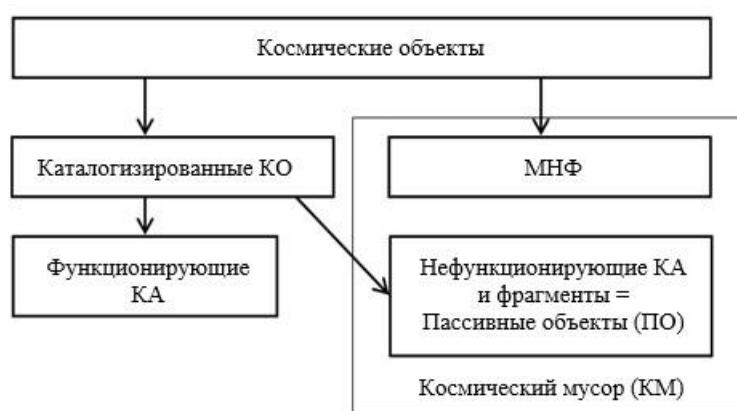 Космические объекты
Каталогизированные КО
МНФ
Функционирующие
КА
Нефункционирующие КА
и фрагменты =
Пассивные объекты (ПО)
Космический мусор (КМ)